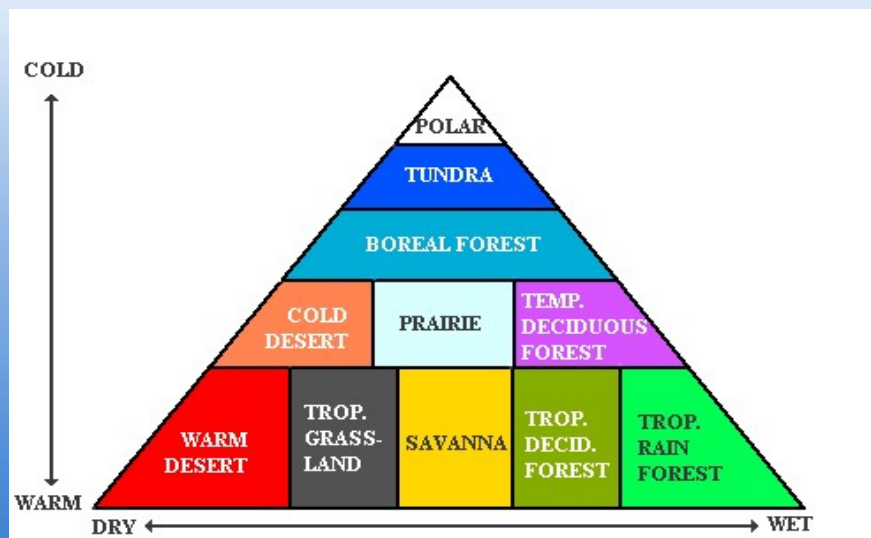 COLD
POLAR
TUNDRA
BOREAL FOREST
COLD
DESERT
PRAIRIE
TEMP.
DECIDUOUS
FOREST
WARM
DESERT
TROP.
GRASS-
LAND
SAVANNA
TROP.
DECID.
FOREST
TROP.
RAIN
FOREST
WARM
DRY
WET